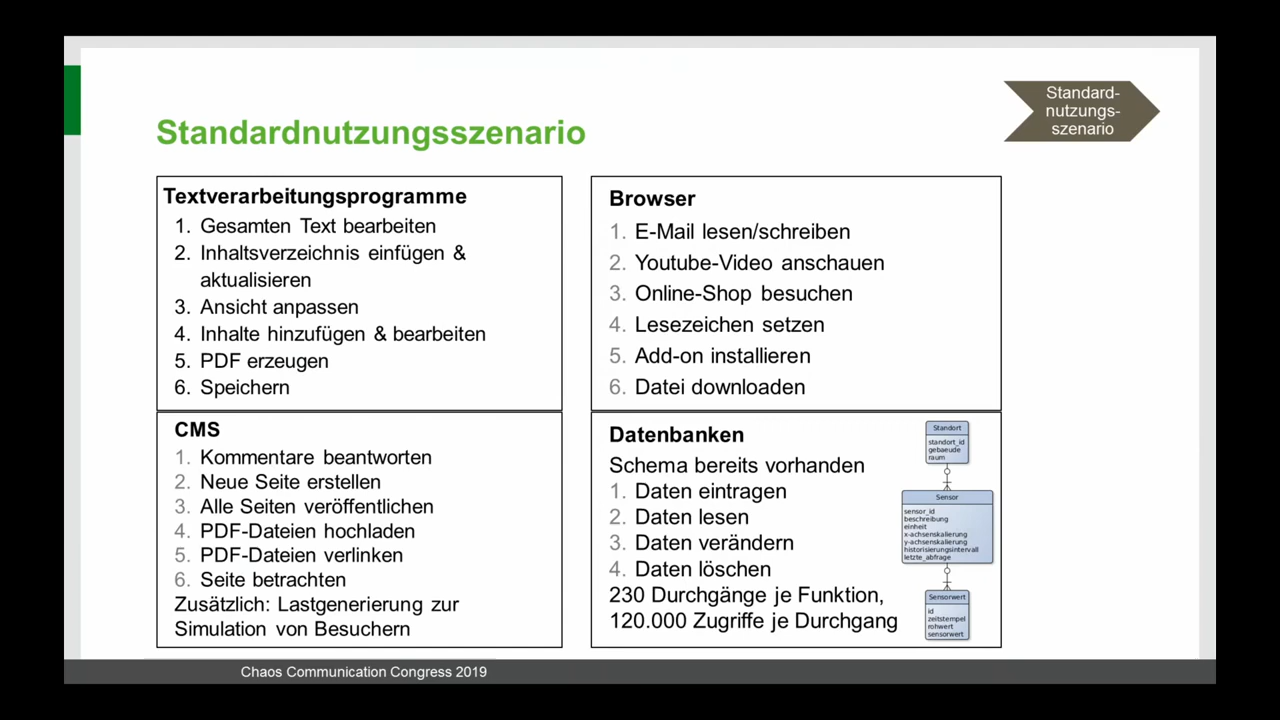 Standard-
nutzungs-
szenario
Standardnutzungsszenario
Textverarbeitungsprogramme
1. Gesamten Text bearbeiten
2. Inhaltsverzeichnis einfügen &
aktualisieren
3. Ansicht anpassen
4. Inhalte hinzufügen & bearbeiten
5. PDF erzeugen
6. Speichern
Browser
1. E-Mail lesen/schreiben
2. Youtube-Video anschauen
3. Online-Shop besuchen
4. Lesezeichen setzen
5. Add-on installieren
6. Datei downloaden
CMS
1. Kommentare beantworten
2. Neue Seite erstellen
3. Alle Seiten veröffentlichen
4. PDF-Dateien hochladen
5. PDF-Dateien verlinken
6. Seite betrachten
Zusätzlich: Lastgenerierung zur
Simulation von Besuchern
Datenbanken
Schema bereits vorhanden
1. Daten eintragen
2. Daten lesen
3. Daten verändern
4. Daten löschen
230 Durchgänge je Funktion,
120.000 Zugriffe je Durchgang
Standort
standort_id
gebaeude
raum
Sensor
sensor_id
beschreibung
einheit
x-achsenskalierung
y-achsenskalierung
historisierungsintervall
letzte_abfrage
Sensorwert
id
zeitstempel
rohwert
sensorwert
Chaos Communication Congress 2019